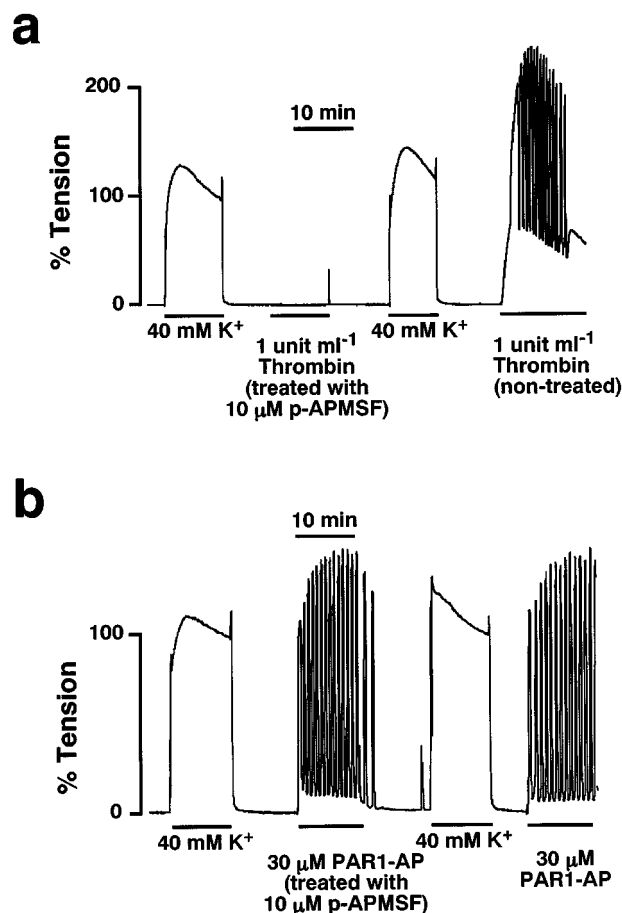 a
200
100
0
% Tension
10 min
40 mM K⁺
1 unit ml⁻¹
Thrombin
(treated with
10 μM p-APMSF)
40 mM K⁺
1 unit ml⁻¹
Thrombin
(non-treated)
b
100
0
% Tension
10 min
40 mM K⁺
30 μM PAR1-AP
(treated with
10 μM p-APMSF)
40 mM K⁺
30 μM
PAR1-AP